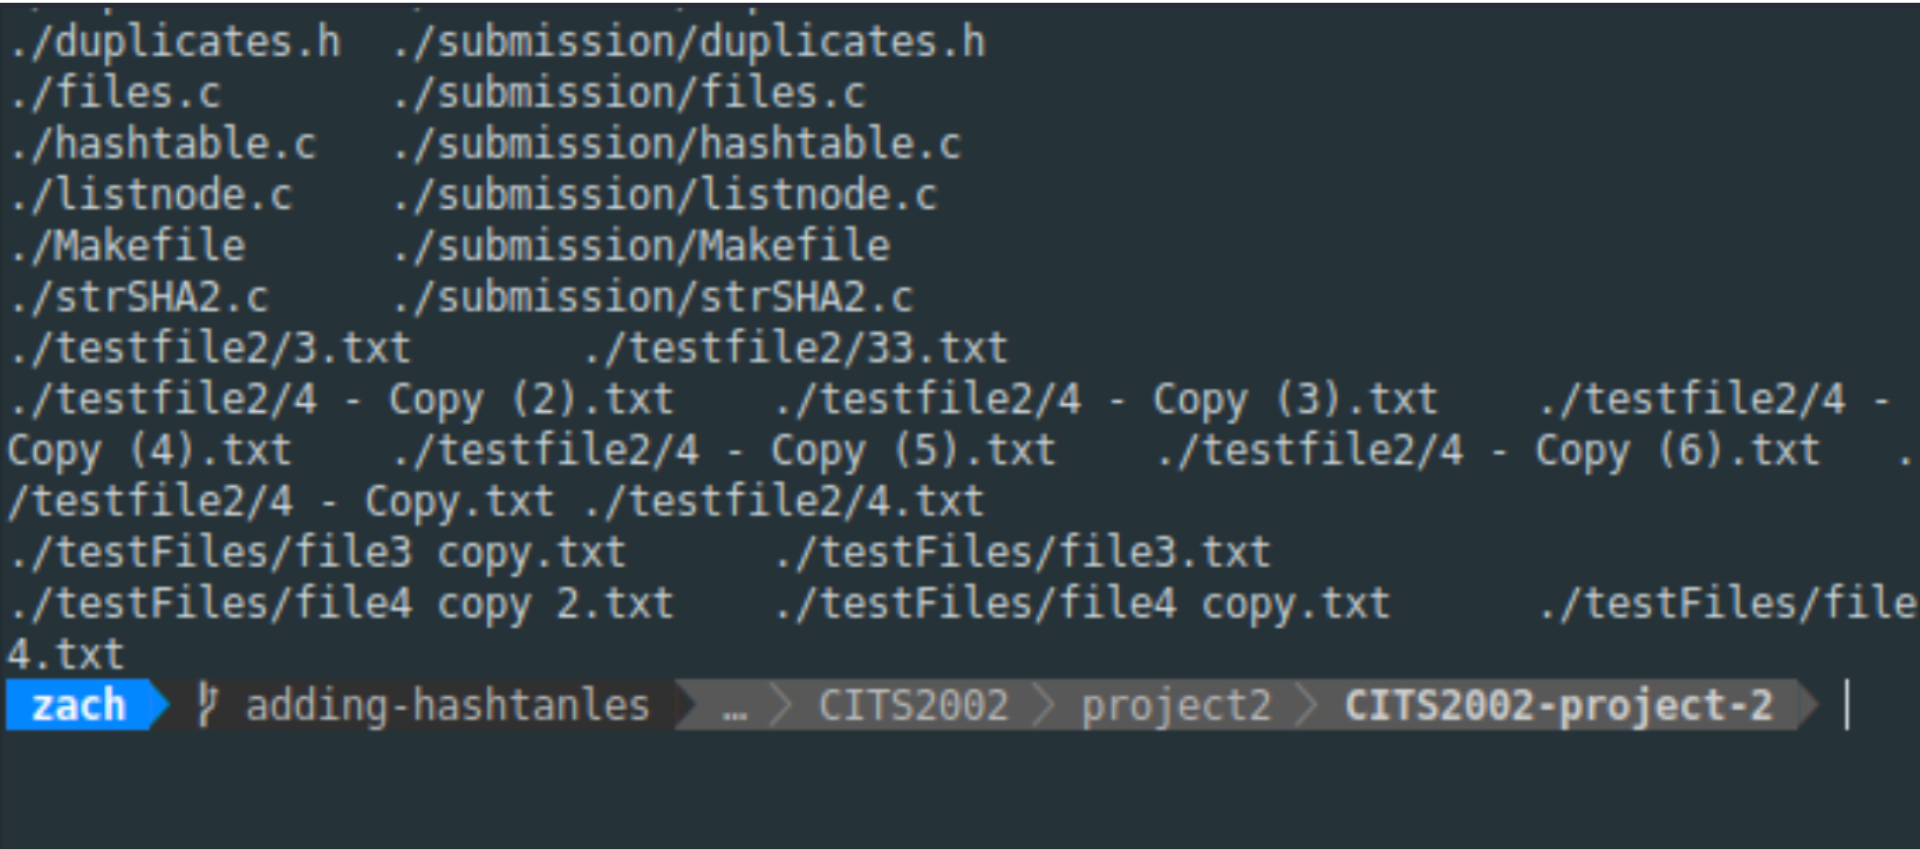 ./duplicates.h  ./submission/duplicates.h
./files.c       ./submission/files.c
./hashtable.c   ./submission/hashtable.c
./listnode.c    ./submission/listnode.c
./Makefile      ./submission/Makefile
./strSHA2.c     ./submission/strSHA2.c
./testfile2/3.txt       ./testfile2/33.txt
./testfile2/4 - Copy (2).txt    ./testfile2/4 - Copy (3).txt    ./testfile2/4 -
Copy (4).txt    ./testfile2/4 - Copy (5).txt    ./testfile2/4 - Copy (6).txt   .
/testfile2/4 - Copy.txt ./testfile2/4.txt
./testFiles/file3 copy.txt      ./testFiles/file3.txt
./testFiles/file4 copy 2.txt    ./testFiles/file4 copy.txt      ./testFiles/file
4.txt
zach adding-hashtanles … CITS2002 project2 CITS2002-project-2